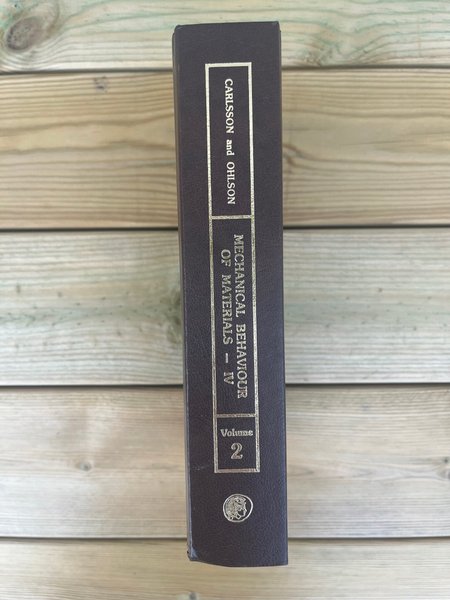 CARLSSON and OHLSON
MECHANICAL BEHAVIOUR
OF MATERIALS — IV
Volume
2